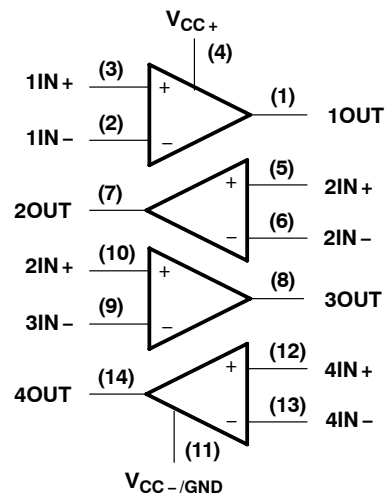 VCC+
(4)
1IN+ (3) +
(1) 1OUT
1IN− (2) −
(5) 2IN+
+
2OUT (7)
(6) 2IN−
−
2IN+ (10) +
(8) 3OUT
3IN− (9) −
(12) 4IN+
+
4OUT (14)
(13) 4IN−
−
(11)
VCC−/GND